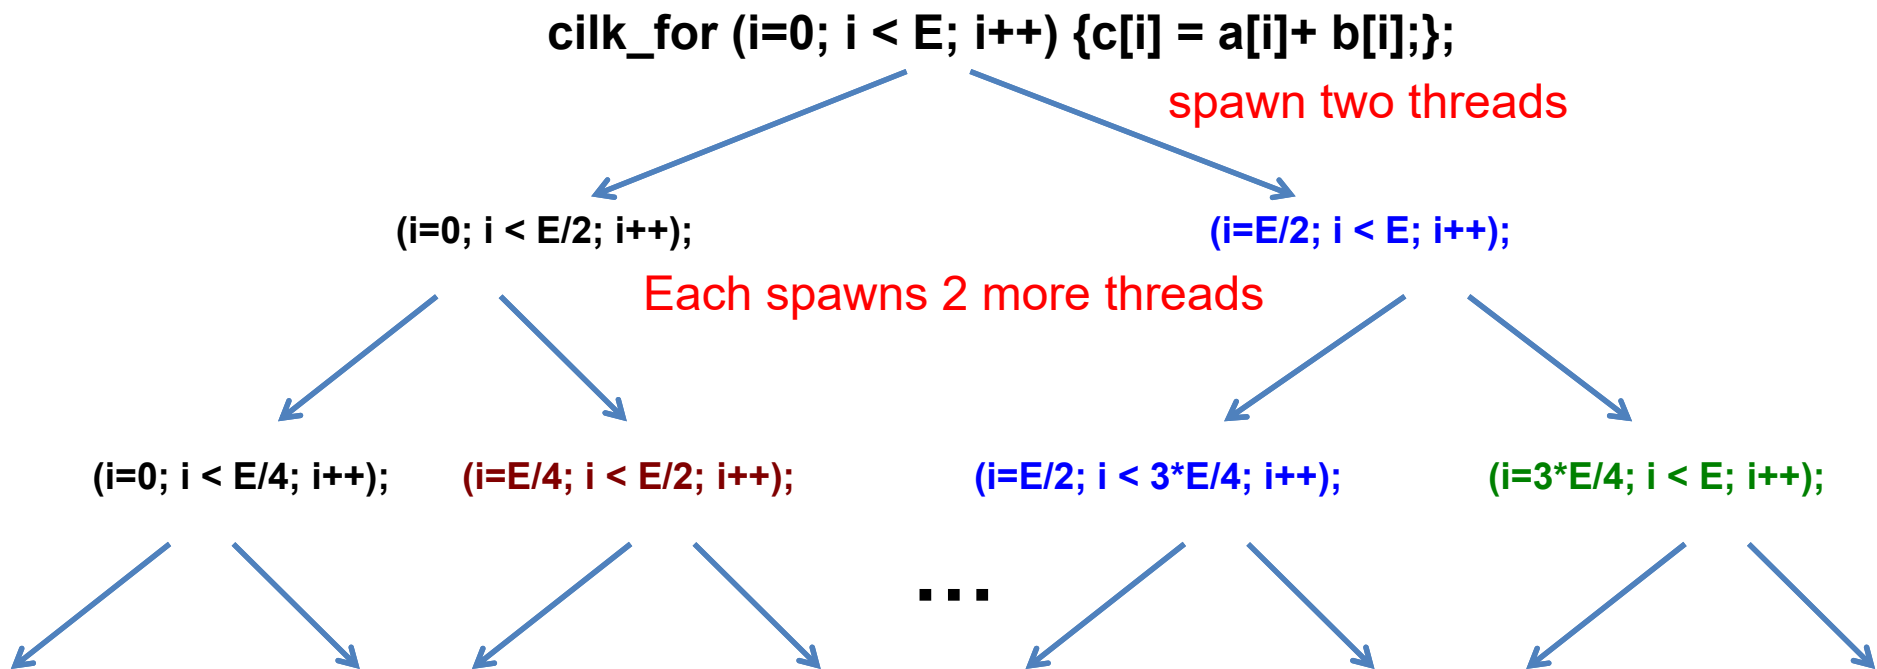 cilk_for (i=0; i < E; i++) {c[i] = a[i]+ b[i];};
spawn two threads
(i=0; i < E/2; i++);
(i=E/2; i < E; i++);
Each spawns 2 more threads
(i=0; i < E/4; i++);
(i=E/4; i < E/2; i++);
(i=E/2; i < 3*E/4; i++);
(i=3*E/4; i < E; i++);
...